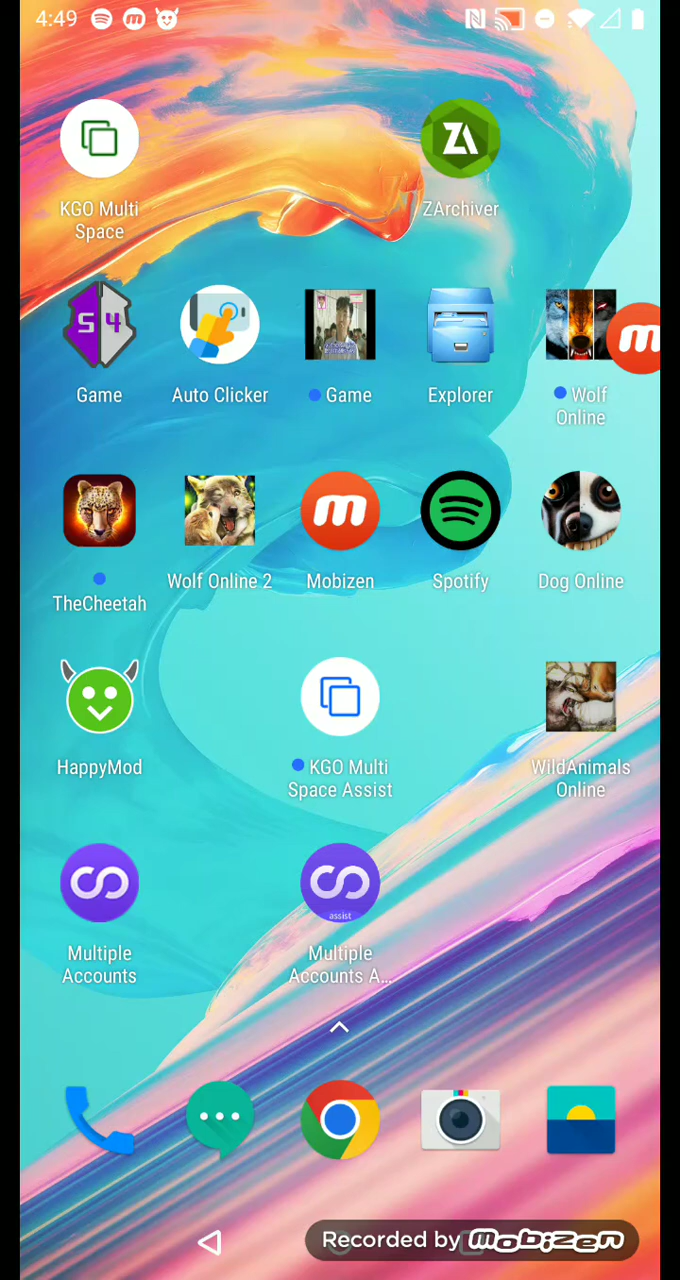 4:49
KGO Multi
Space
ZArchiver
Game
Auto Clicker
Game
Explorer
Wolf
Online
TheCheetah
Wolf Online 2
Mobizen
Spotify
Dog Online
HappyMod
KGO Multi
Space Assist
WildAnimals
Online
assist
Multiple
Accounts
Multiple
Accounts A...
Recorded by mobizen